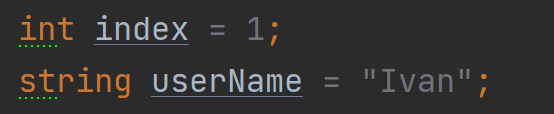 int index = 1;
string userName = "Ivan";